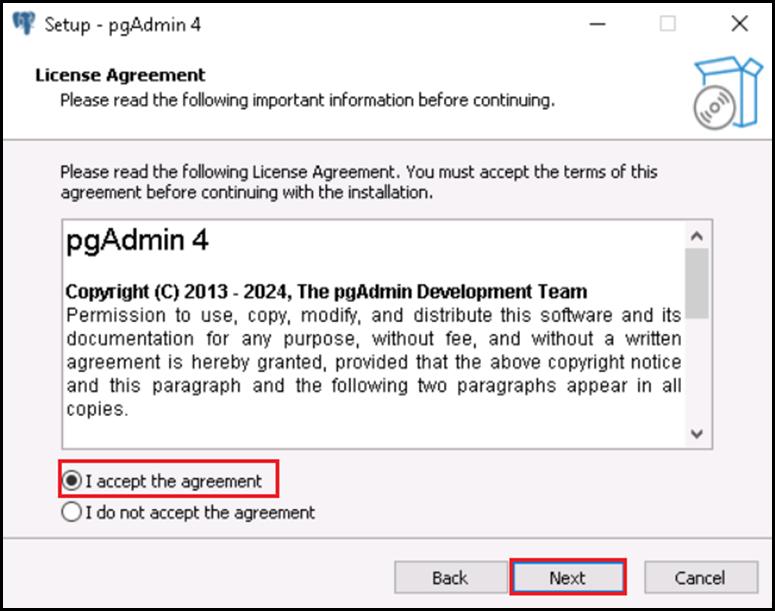 Setup - pgAdmin 4
License Agreement
Please read the following important information before continuing.
Please read the following License Agreement. You must accept the terms of this
agreement before continuing with the installation.
pgAdmin 4
Copyright (C) 2013 - 2024, The pgAdmin Development Team
Permission to use, copy, modify, and distribute this software and its
documentation for any purpose, without fee, and without a written
agreement is hereby granted, provided that the above copyright notice
and this paragraph and the following two paragraphs appear in all
copies.
I accept the agreement
I do not accept the agreement
Back Next Cancel